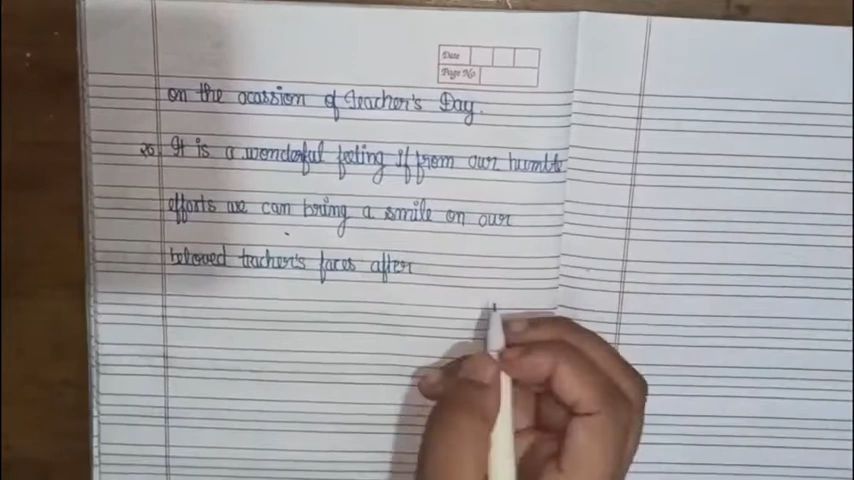 Date
Page No.
on the ocassion of Teacher's Day.
20. It is a wonderful feeling if from our humble
efforts we can bring a smile on our
beloved teacher's faces after